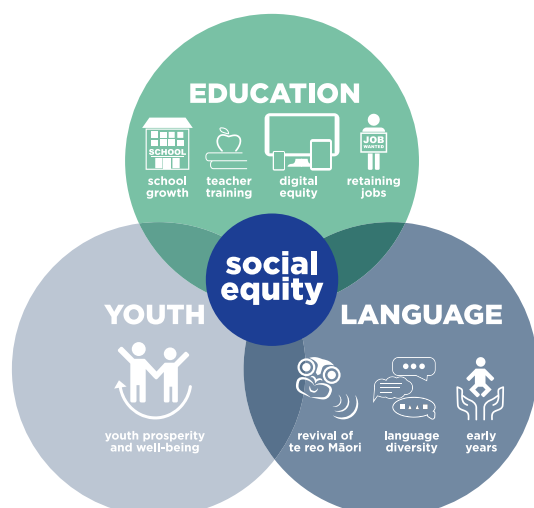 EDUCATION
SCHOOL
JOB
WANTED
school
growth
teacher
training
digital
equity
retaining
jobs
social
equity
YOUTH
youth prosperity
and well-being
LANGUAGE
revival of
te reo Māori
language
diversity
early
years